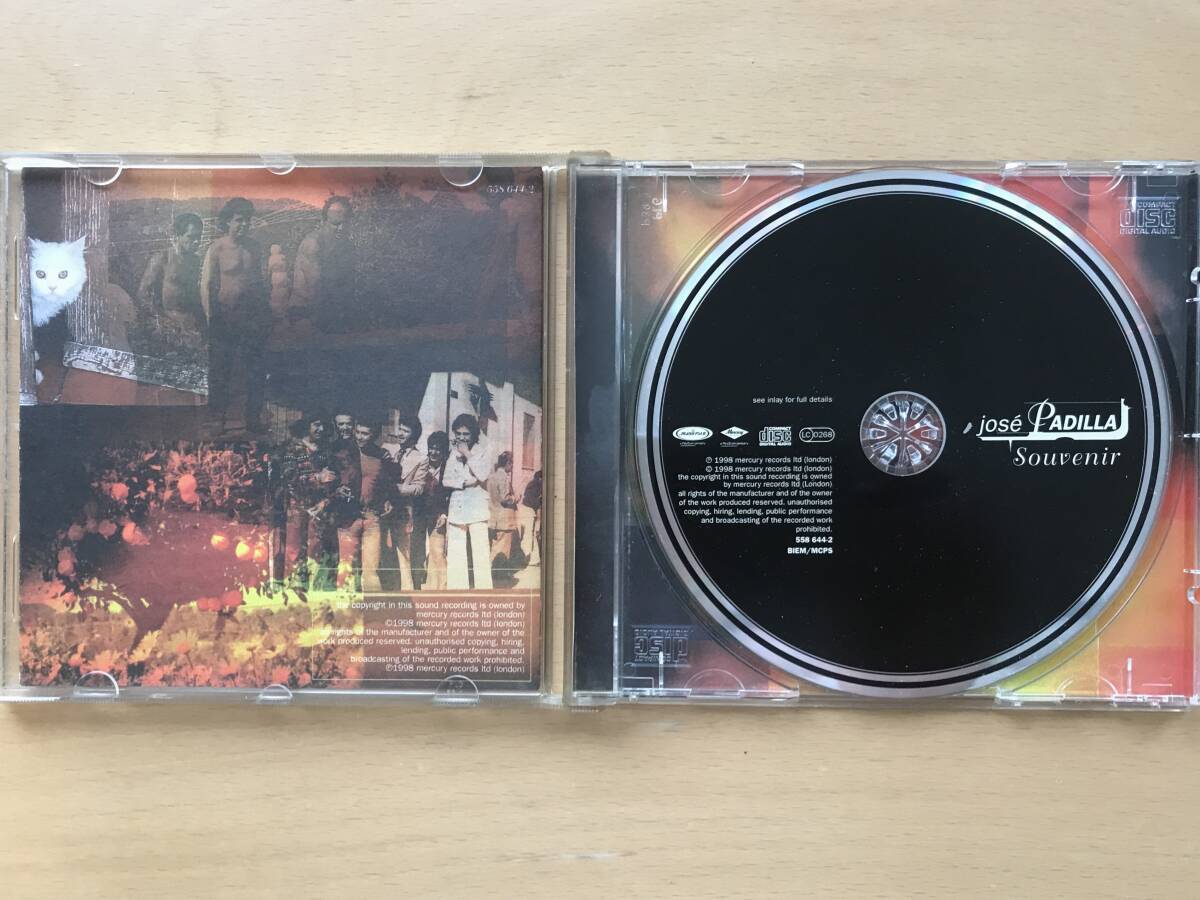 558 644-2
the copyright in this sound recording is owned by
mercury records ltd (london)
©1998 mercury records ltd (london)
all rights of the manufacturer and of the owner of the
work produced reserved. unauthorised copying, hiring,
lending, public performance and
broadcasting of the recorded work prohibited.
©1998 mercury records ltd (london)
COMPACT
disc
DIGITAL AUDIO
see inlay for full details
COMPACT
disc
DIGITAL AUDIO
LC 0268
℗ 1998 mercury records ltd (london)
© 1998 mercury records ltd (london)
the copyright in this sound recording is owned
by mercury records ltd (London)
all rights of the manufacturer and of the owner
of the work produced reserved. unauthorised
copying, hiring, lending, public performance
and broadcasting of the recorded work
prohibited.
558 644-2
BIEM/MCPS
josé PADILLA
Souvenir